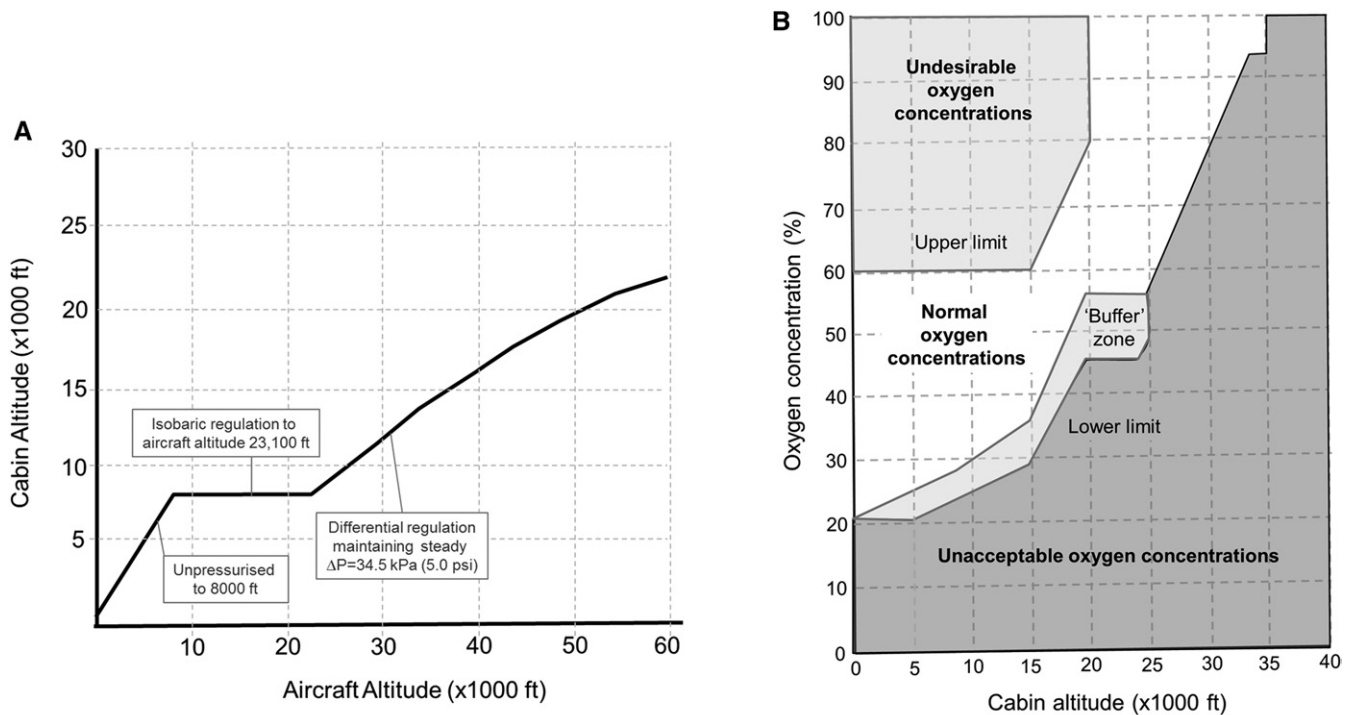 A
30
25
20
15
10
5
Cabin Altitude (x1000 ft)
Isobaric regulation to
aircraft altitude 23,100 ft
Unpressurised
to 8000 ft
Differential regulation
maintaining steady
ΔP=34.5 kPa (5.0 psi)
10 20 30 40 50 60
Aircraft Altitude (x1000 ft)
B
100
90
80
70
60
50
40
30
20
10
0
Oxygen concentration (%)
Undesirable
oxygen
concentrations
Upper limit
Normal
oxygen
concentrations
'Buffer'
zone
Lower limit
Unacceptable oxygen concentrations
0 5 10 15 20 25 30 35 40
Cabin altitude (x1000 ft)